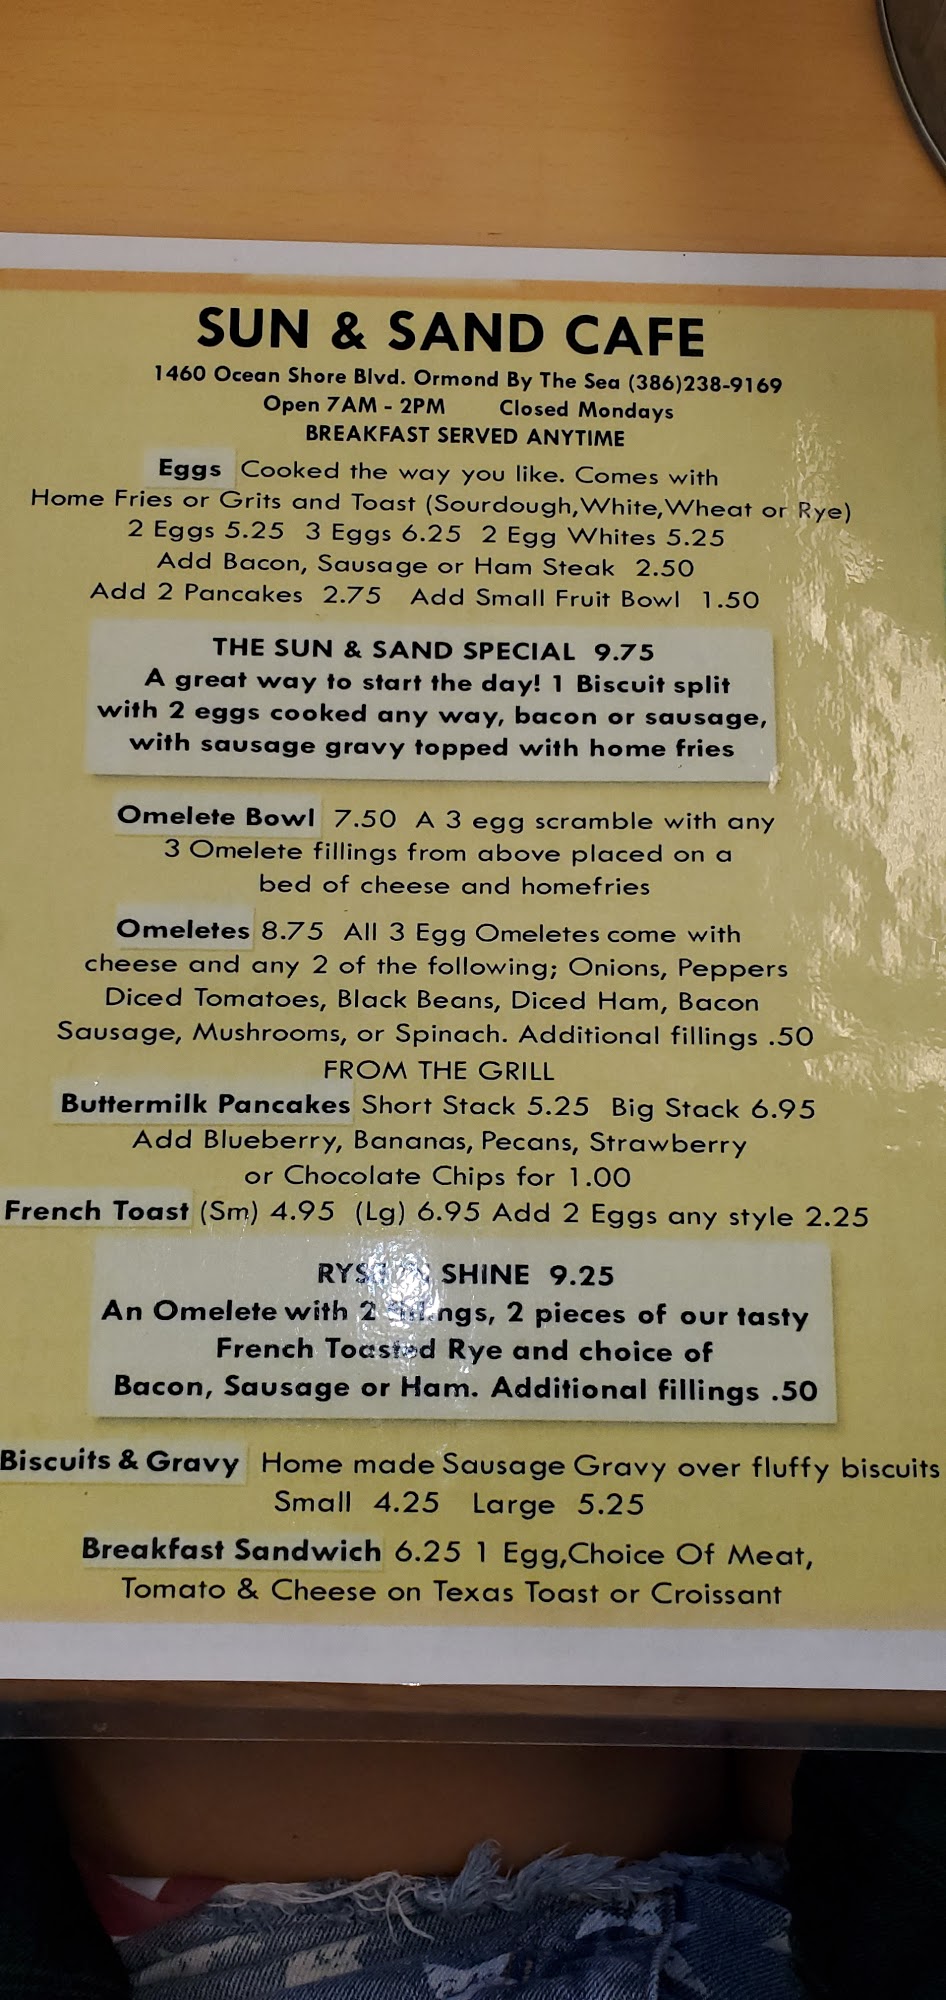 SUN & SAND CAFE
1460 Ocean Shore Blvd. Ormond By The Sea (386)238-9169
Open 7AM - 2PM Closed Mondays
BREAKFAST SERVED ANYTIME
Eggs Cooked the way you like. Comes with
Home Fries or Grits and Toast (Sourdough,White,Wheat or Rye)
2 Eggs 5.25 3 Eggs 6.25 2 Egg Whites 5.25
Add Bacon, Sausage or Ham Steak 2.50
Add 2 Pancakes 2.75 Add Small Fruit Bowl 1.50
THE SUN & SAND SPECIAL 9.75
A great way to start the day! 1 Biscuit split
with 2 eggs cooked any way, bacon or sausage,
with sausage gravy topped with home fries
Omelete Bowl 7.50 A 3 egg scramble with any
3 Omelete fillings from above placed on a
bed of cheese and homefries
Omeletes 8.75 All 3 Egg Omeletes come with
cheese and any 2 of the following; Onions, Peppers
Diced Tomatoes, Black Beans, Diced Ham, Bacon
Sausage, Mushrooms, or Spinach. Additional fillings .50
FROM THE GRILL
Buttermilk Pancakes Short Stack 5.25 Big Stack 6.95
Add Blueberry, Bananas, Pecans, Strawberry
or Chocolate Chips for 1.00
French Toast (Sm) 4.95 (Lg) 6.95 Add 2 Eggs any style 2.25
SHINE 9.25
An Omelete with 2 fillings, 2 pieces of our tasty
French Toasted Rye and choice of
Bacon, Sausage or Ham. Additional fillings .50
Biscuits & Gravy Home made Sausage Gravy over fluffy biscuits
Small 4.25 Large 5.25
Breakfast Sandwich 6.25 1 Egg,Choice Of Meat,
Tomato & Cheese on Texas Toast or Croissant